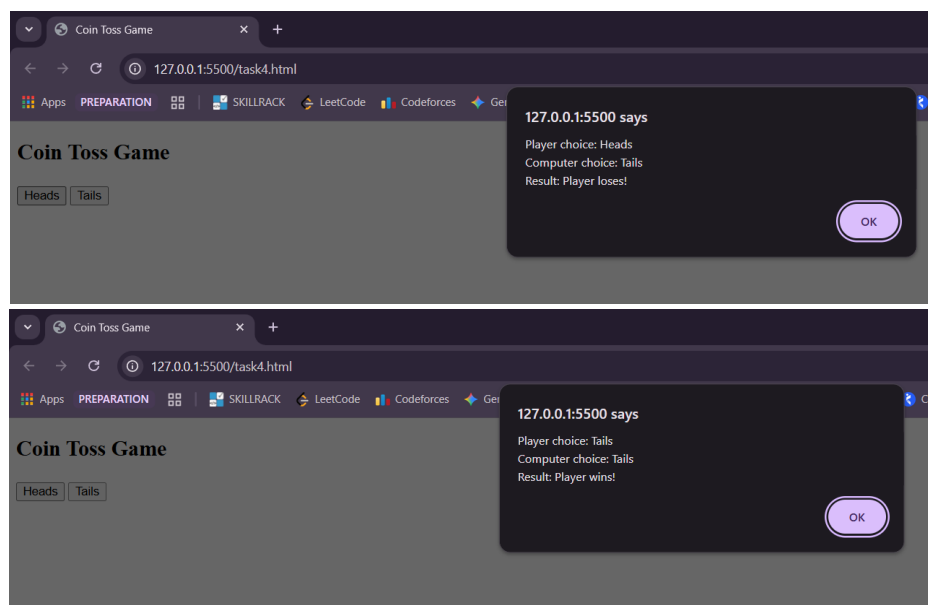 Coin Toss Game
127.0.0.1:5500/task4.html
Apps PREPARATION SKILLRACK LeetCode Codeforces
127.0.0.1:5500 says
Player choice: Heads
Computer choice: Tails
Result: Player loses!
OK
Coin Toss Game
Heads Tails
Coin Toss Game
127.0.0.1:5500/task4.html
Apps PREPARATION SKILLRACK LeetCode Codeforces
127.0.0.1:5500 says
Player choice: Tails
Computer choice: Tails
Result: Player wins!
OK
Coin Toss Game
Heads Tails